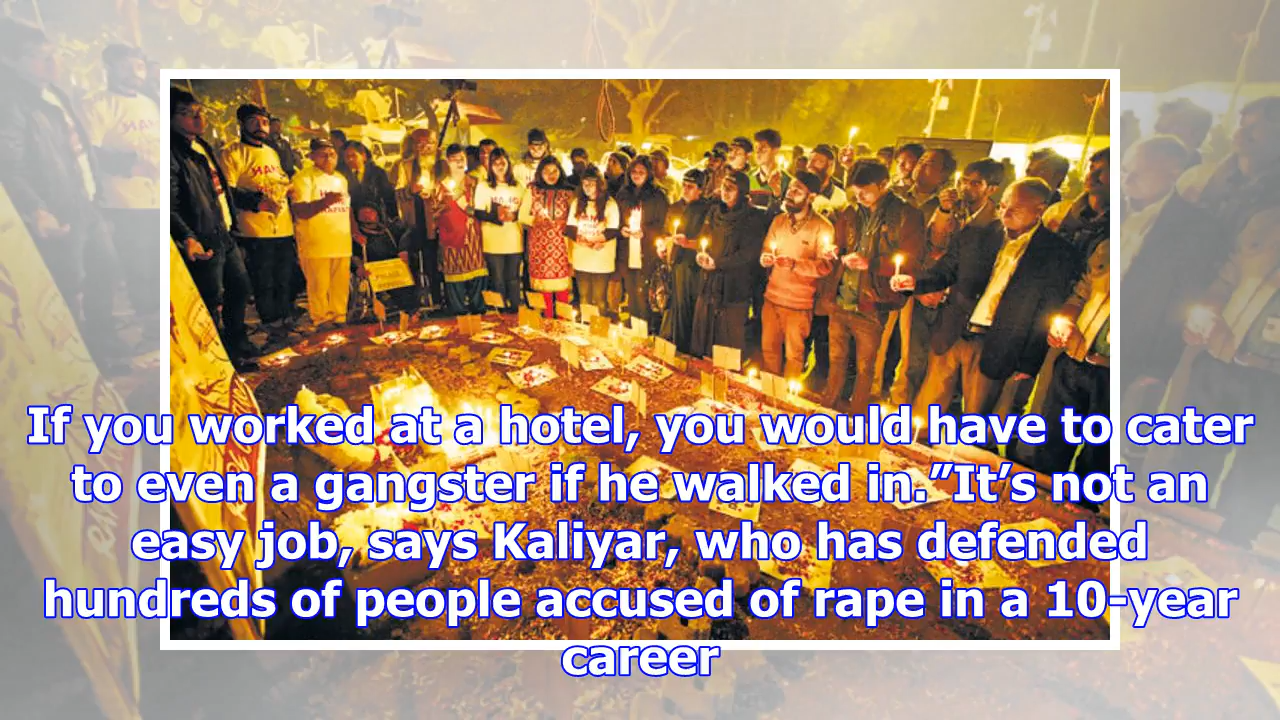 If you worked at a hotel, you would have to cater
to even a gangster if he walked in.”It’s not an
easy job, says Kaliyar, who has defended
hundreds of people accused of rape in a 10-year
career